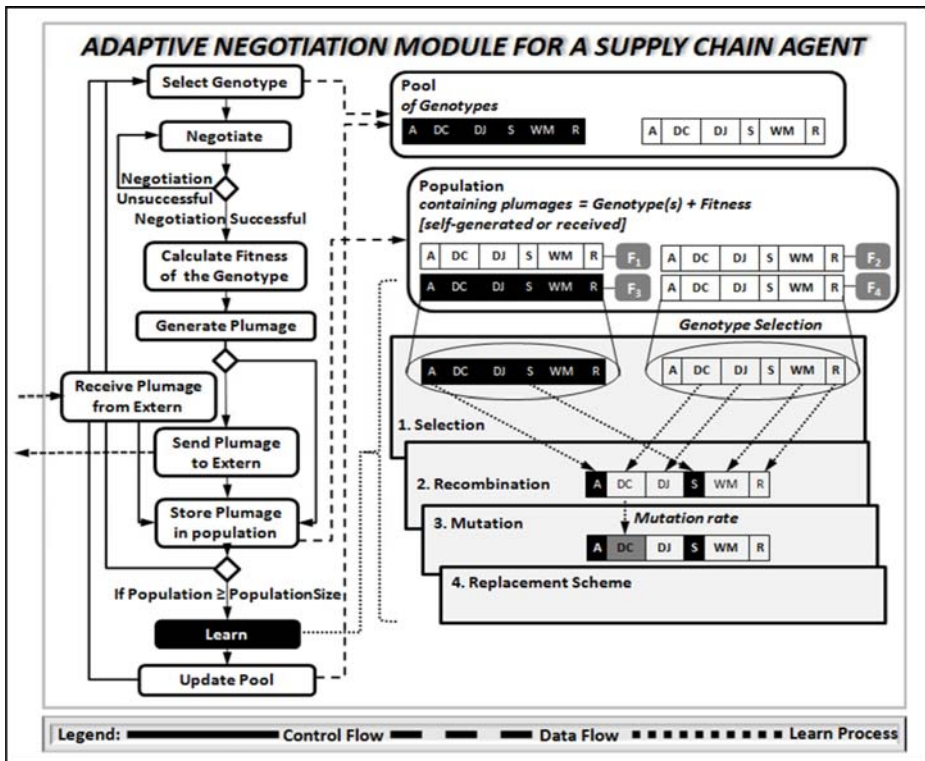 ADAPTIVE NEGOTIATION MODULE FOR A SUPPLY CHAIN AGENT
Select Genotype
Negotiate
Negotiation
Unsuccessful
Negotiation Successful
Calculate Fitness
of the Genotype
Generate Plumage
Receive Plumage
from Extern
Send Plumage
to Extern
Store Plumage
in population
If Population ≥ PopulationSize
Learn
Update Pool
Pool
of Genotypes
A DC DJ S WM R
A DC DJ S WM R
Population
containing plumages = Genotype(s) + Fitness
[self-generated or received]
A DC DJ S WM R F1
A DC DJ S WM R F2
A DC DJ S WM R F3
A DC DJ S WM R F4
Genotype Selection
A DC DJ S WM R
A DC DJ S WM R
1. Selection
2. Recombination
A DC DJ S WM R
3. Mutation
Mutation rate
A DC DJ S WM R
4. Replacement Scheme
Legend: Control Flow Data Flow Learn Process